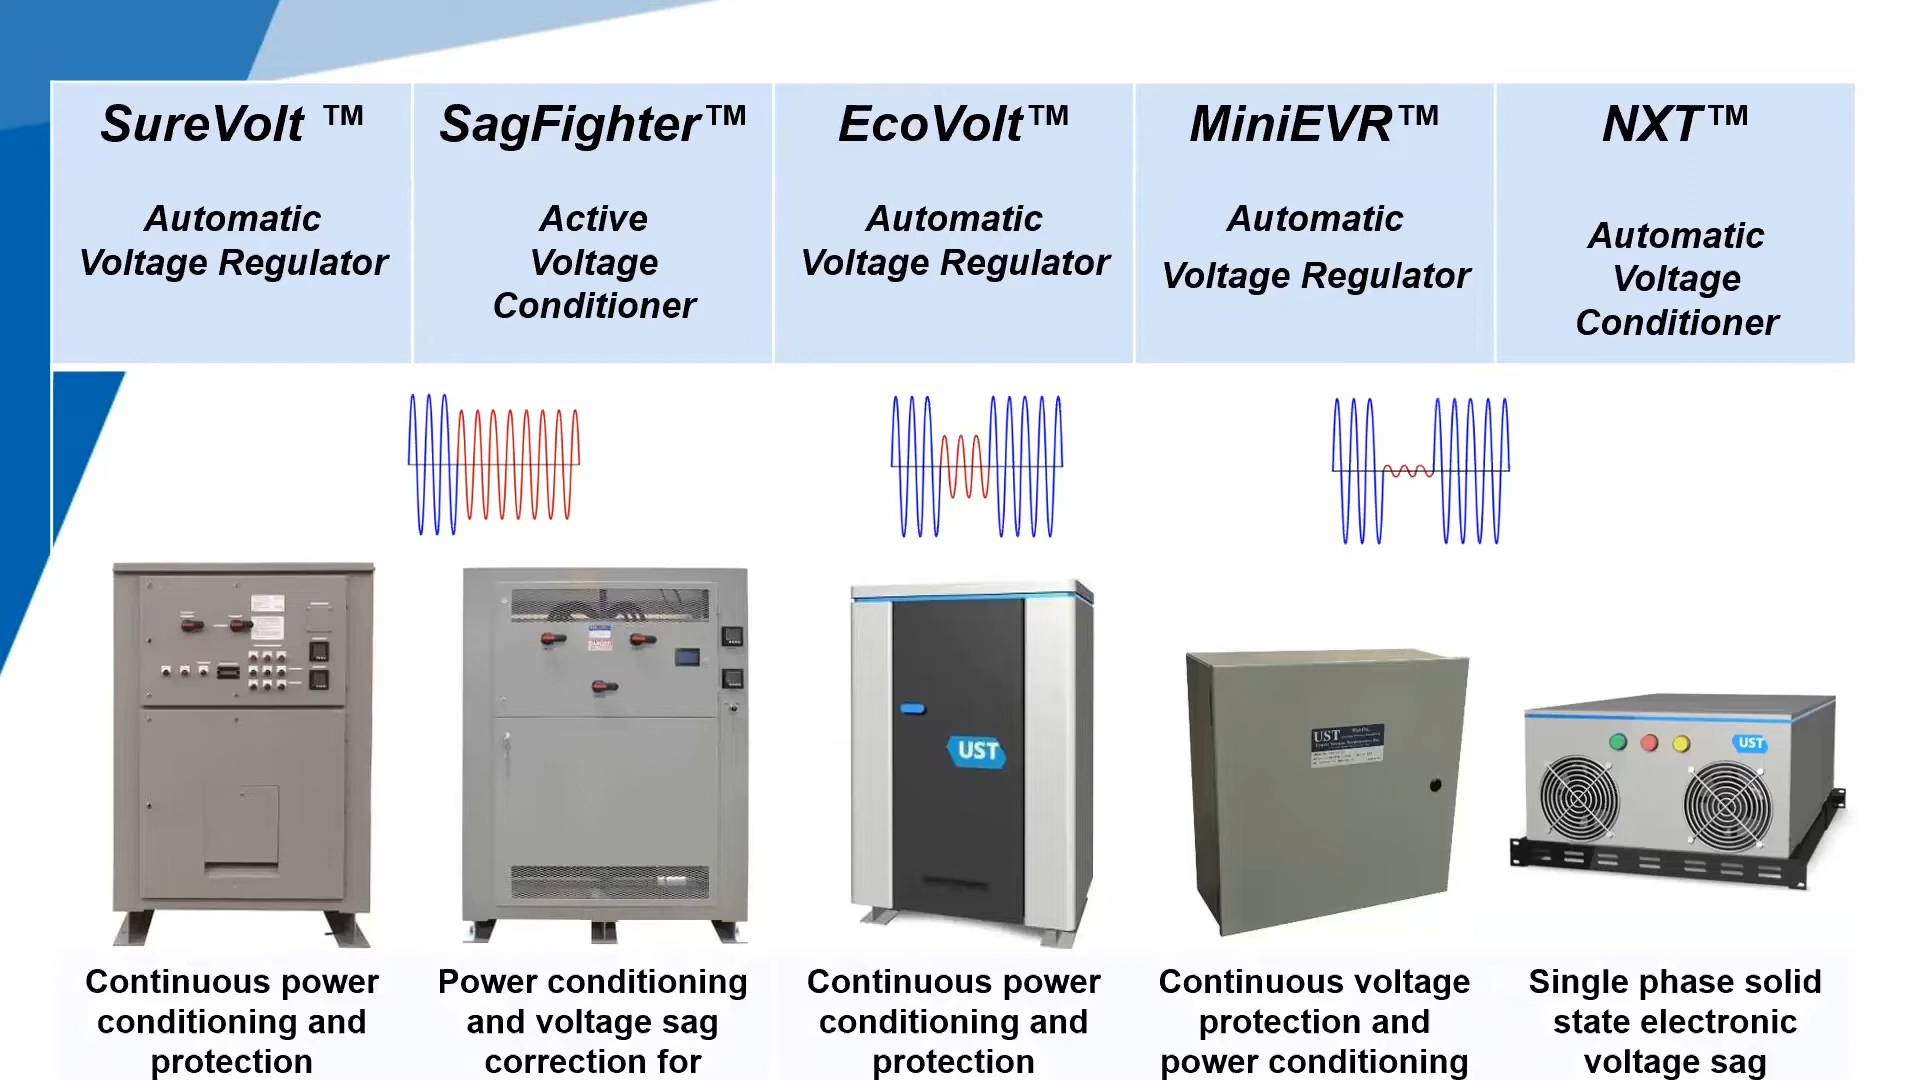 SureVolt ™
Automatic
Voltage Regulator
SagFighter™
Active
Voltage
Conditioner
EcoVolt™
Automatic
Voltage Regulator
MiniEVR™
Automatic
Voltage Regulator
NXT™
Automatic
Voltage
Conditioner
UST
UST
UST
Continuous power
conditioning and
protection
Power conditioning
and voltage sag
correction for
Continuous power
conditioning and
protection
Continuous voltage
protection and
power conditioning
Single phase solid
state electronic
voltage sag